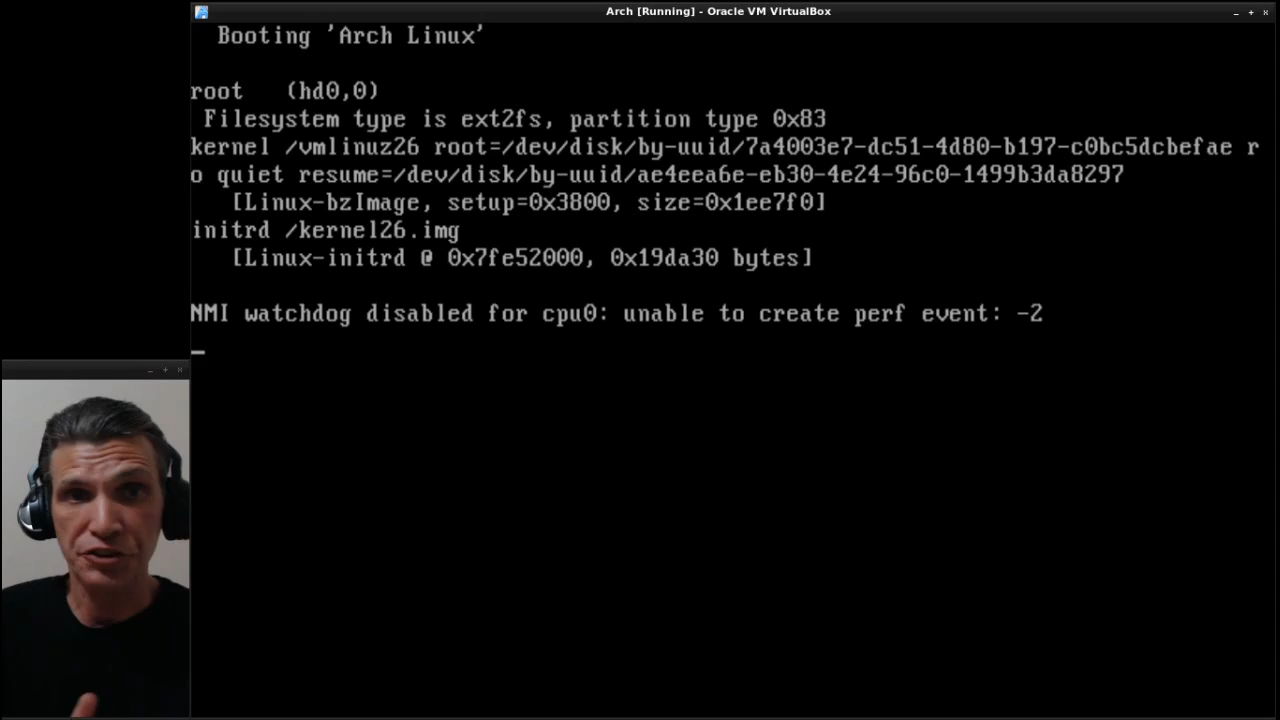 Arch [Running] - Oracle VM VirtualBox
Booting 'Arch Linux'
root (hd0,0)
Filesystem type is ext2fs, partition type 0x83
kernel /vmlinuz26 root=/dev/disk/by-uuid/7a4003e7-dc51-4d80-b197-c0bc5dcbefae r
o quiet resume=/dev/disk/by-uuid/ae4eea6e-eb30-4e24-96c0-1499b3da8297
[Linux-bzImage, setup=0x3800, size=0x1ee7f0]
initrd /kernel26.img
[Linux-initrd @ 0x7fe52000, 0x19da30 bytes]
NMI watchdog disabled for cpu0: unable to create perf event: -2